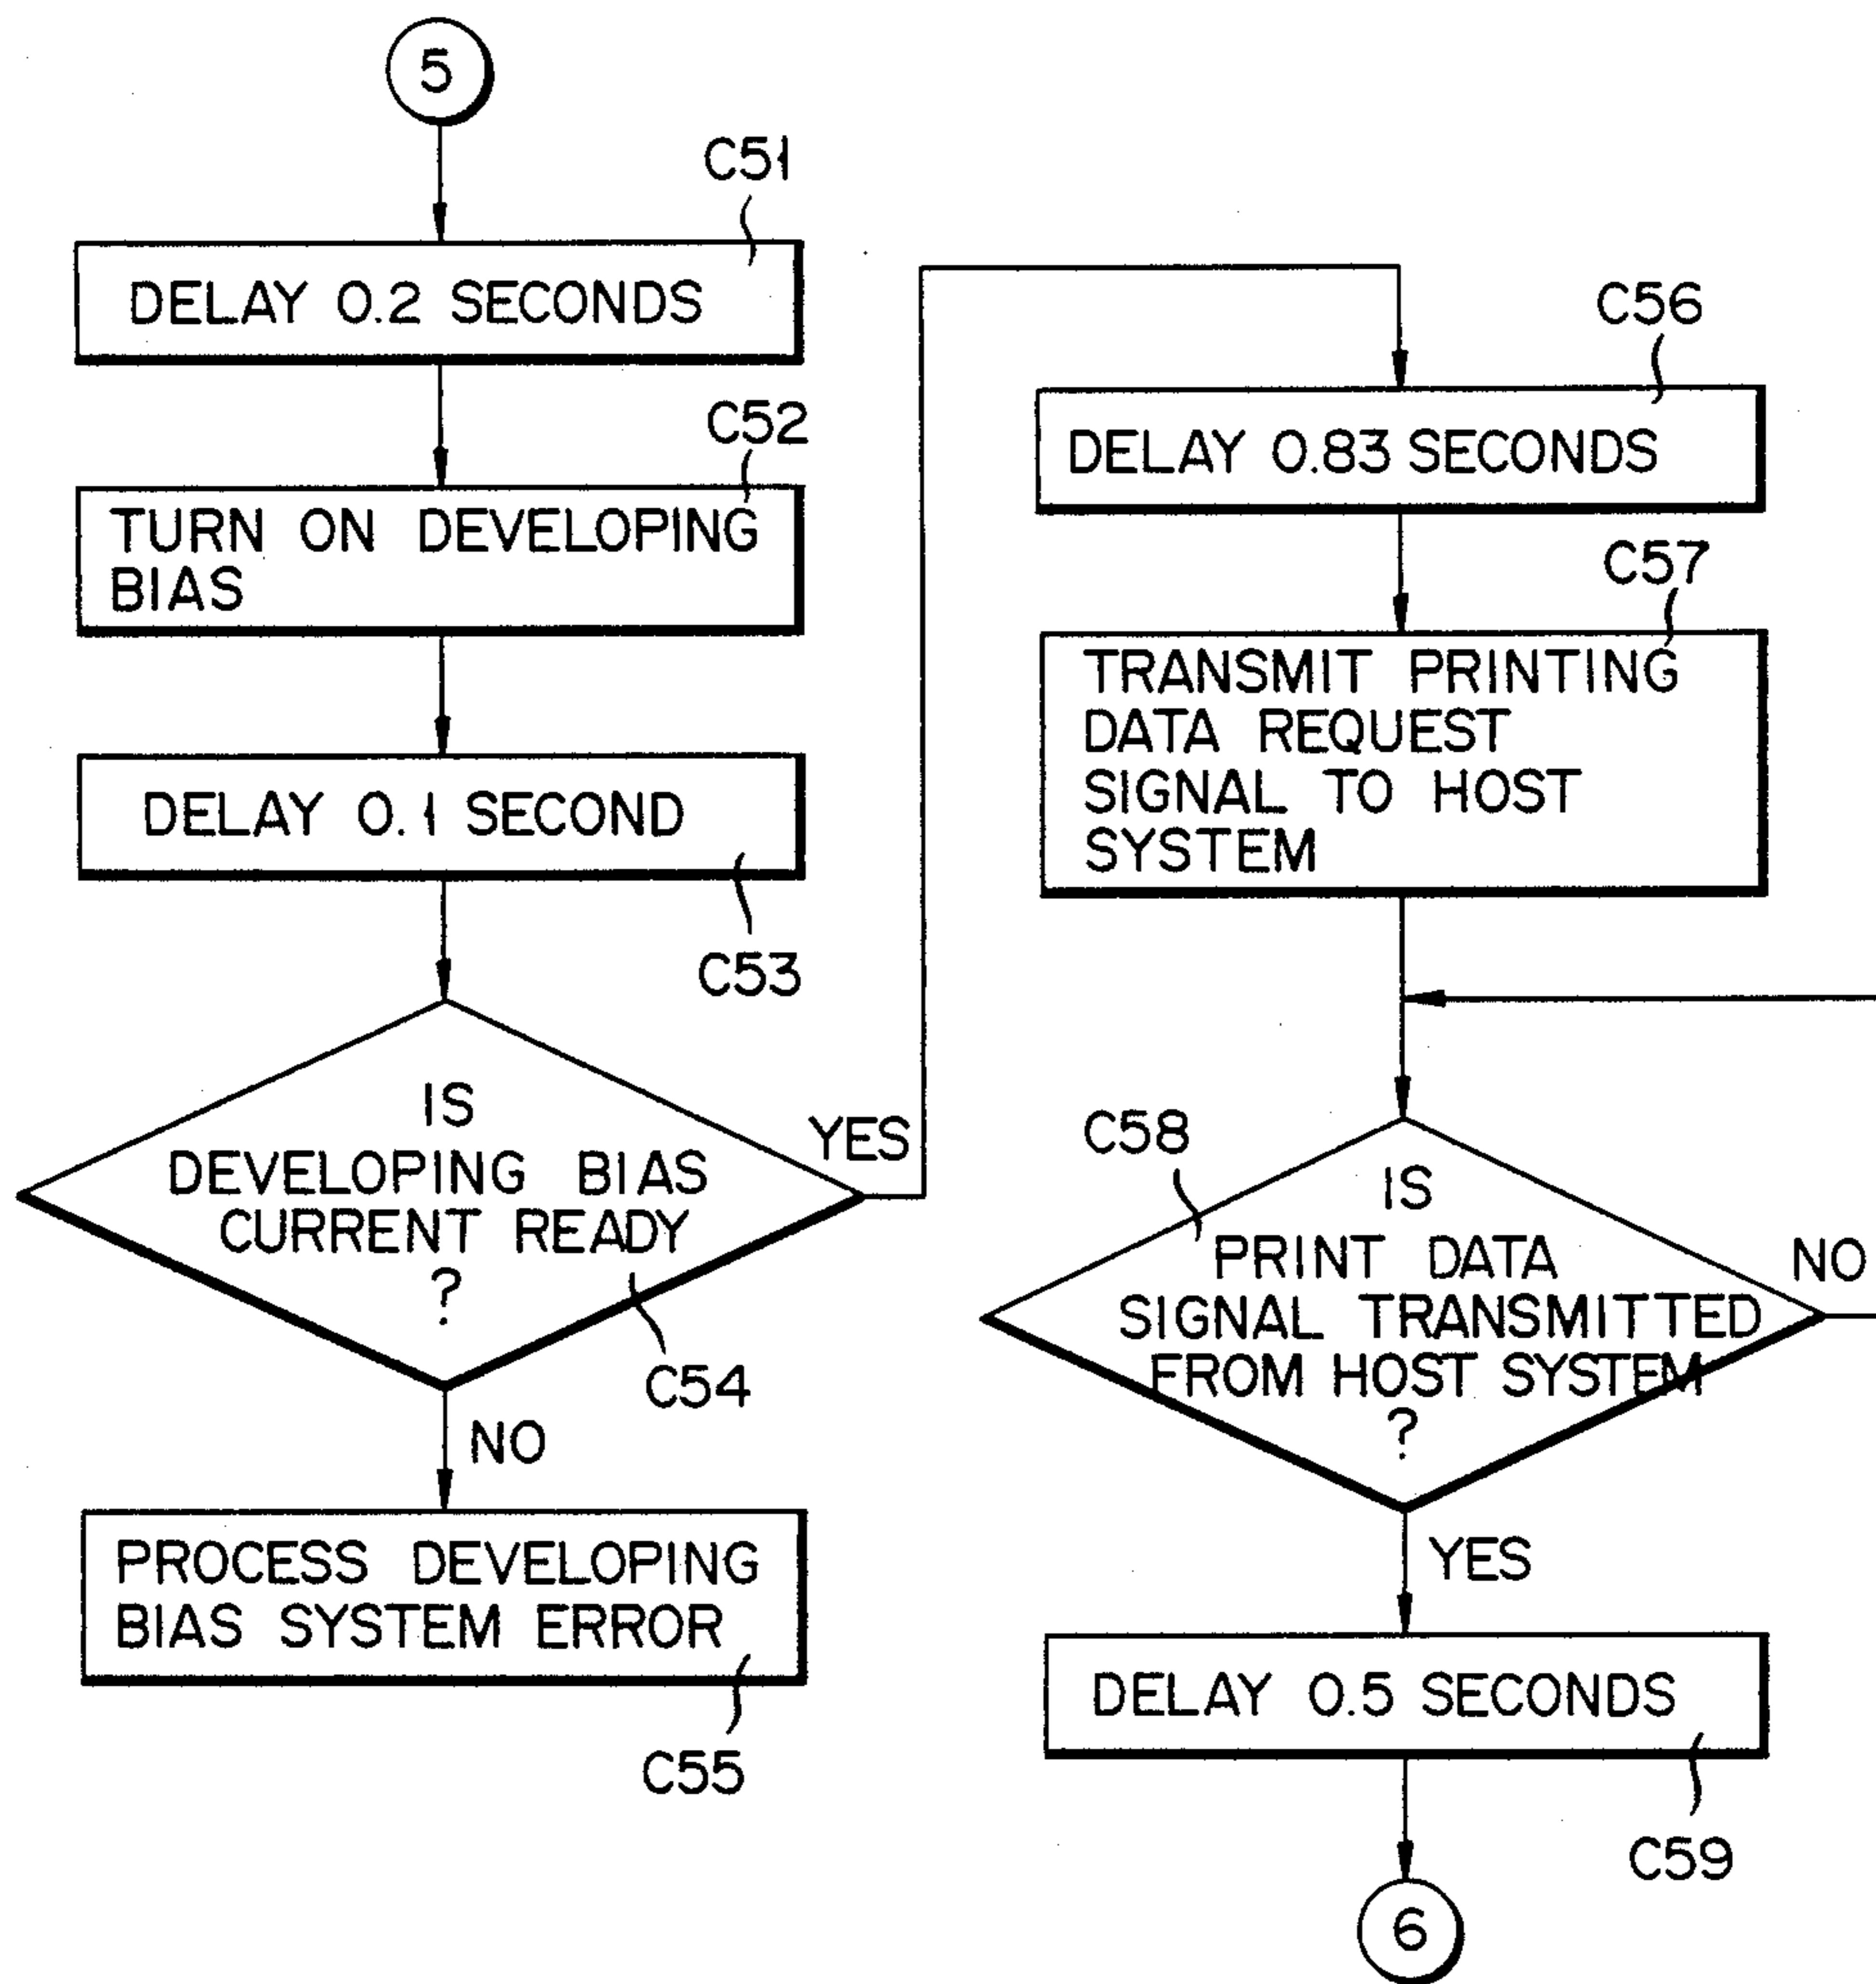 5
C51
DELAY 0.2 SECONDS
C52
TURN ON DEVELOPING
BIAS
DELAY 0.1 SECOND
C53
IS
DEVELOPING BIAS
CURRENT READY
?
YES
C54
NO
PROCESS DEVELOPING
BIAS SYSTEM ERROR
C55
C56
DELAY 0.83 SECONDS
C57
TRANSMIT PRINTING
DATA REQUEST
SIGNAL TO HOST
SYSTEM
C58
IS
PRINT DATA
SIGNAL TRANSMITTED
FROM HOST SYSTEM
?
NO
YES
DELAY 0.5 SECONDS
C59
6